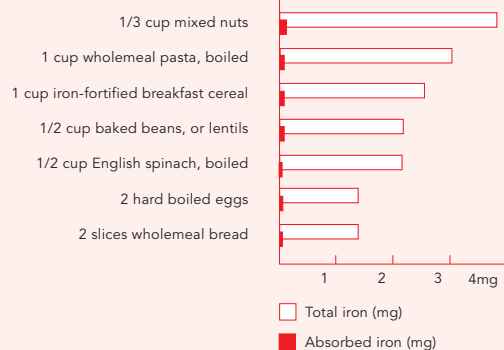 1/3 cup mixed nuts
1 cup wholemeal pasta, boiled
1 cup iron-fortified breakfast cereal
1/2 cup baked beans, or lentils
1/2 cup English spinach, boiled
2 hard boiled eggs
2 slices wholemeal bread
1 2 3 4mg
Total iron (mg)
Absorbed iron (mg)